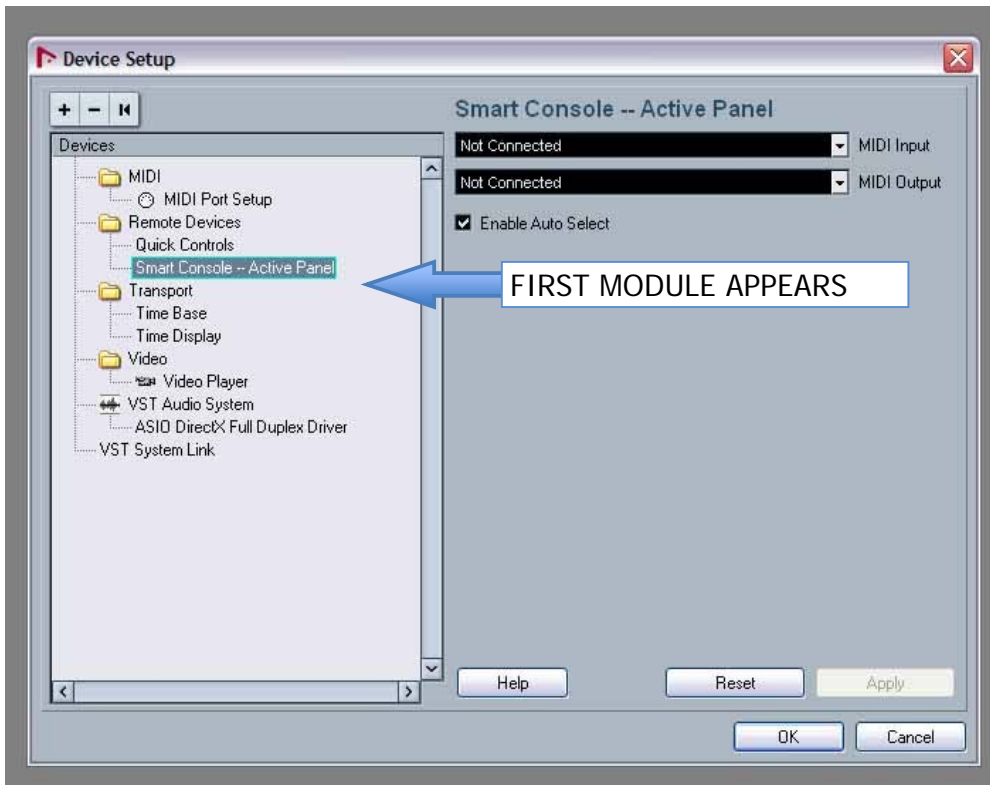 Device Setup
+ −
Smart Console -- Active Panel
Devices
Not Connected MIDI Input
MIDI
Not Connected MIDI Output
MIDI Port Setup
Remote Devices
Enable Auto Select
Quick Controls
Smart Console -- Active Panel
FIRST MODULE APPEARS
Transport
Time Base
Time Display
Video
Video Player
VST Audio System
ASIO DirectX Full Duplex Driver
VST System Link
Help Reset Apply
OK Cancel